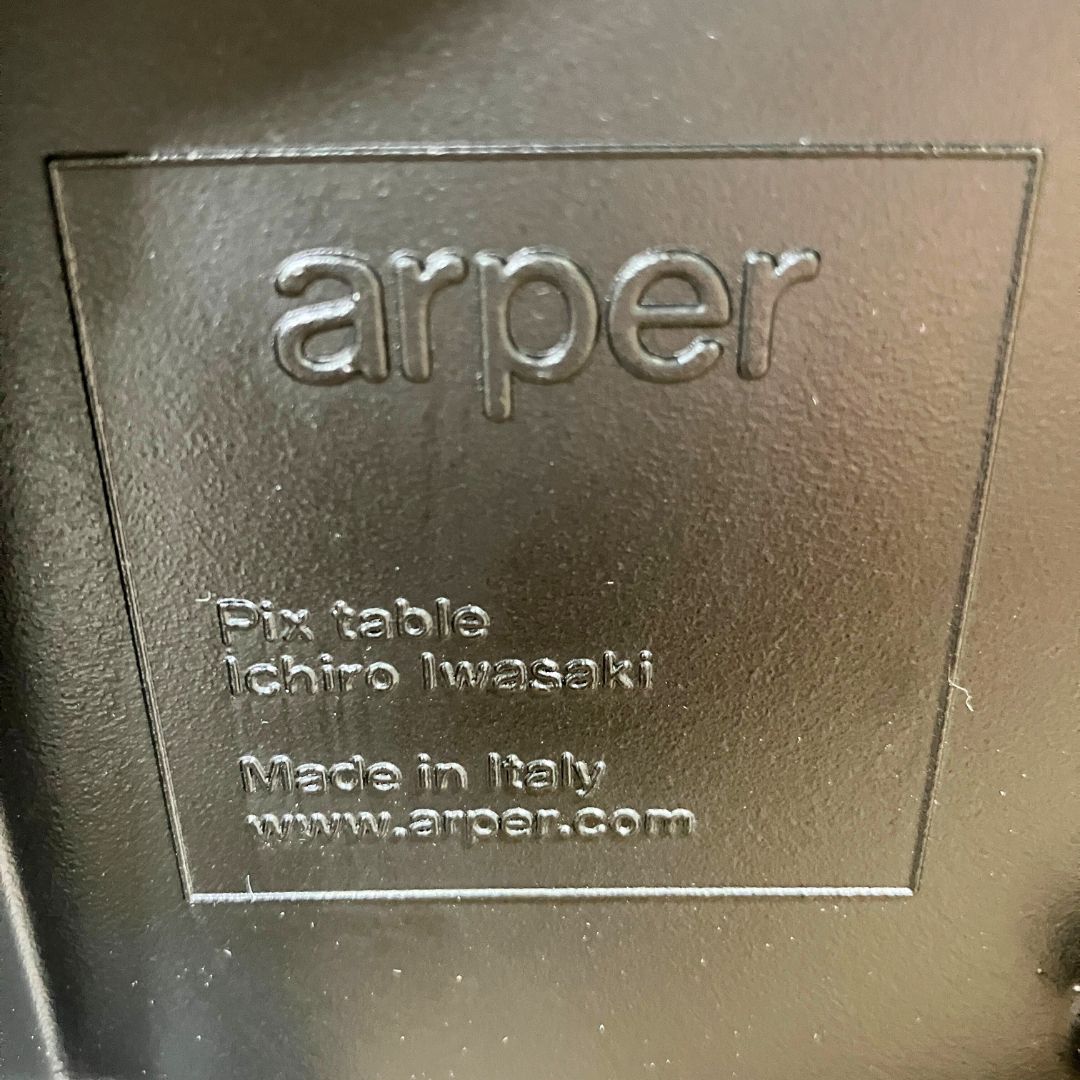 arper
Pix table
Ichiro Iwasaki
Made in Italy
www.arper.com